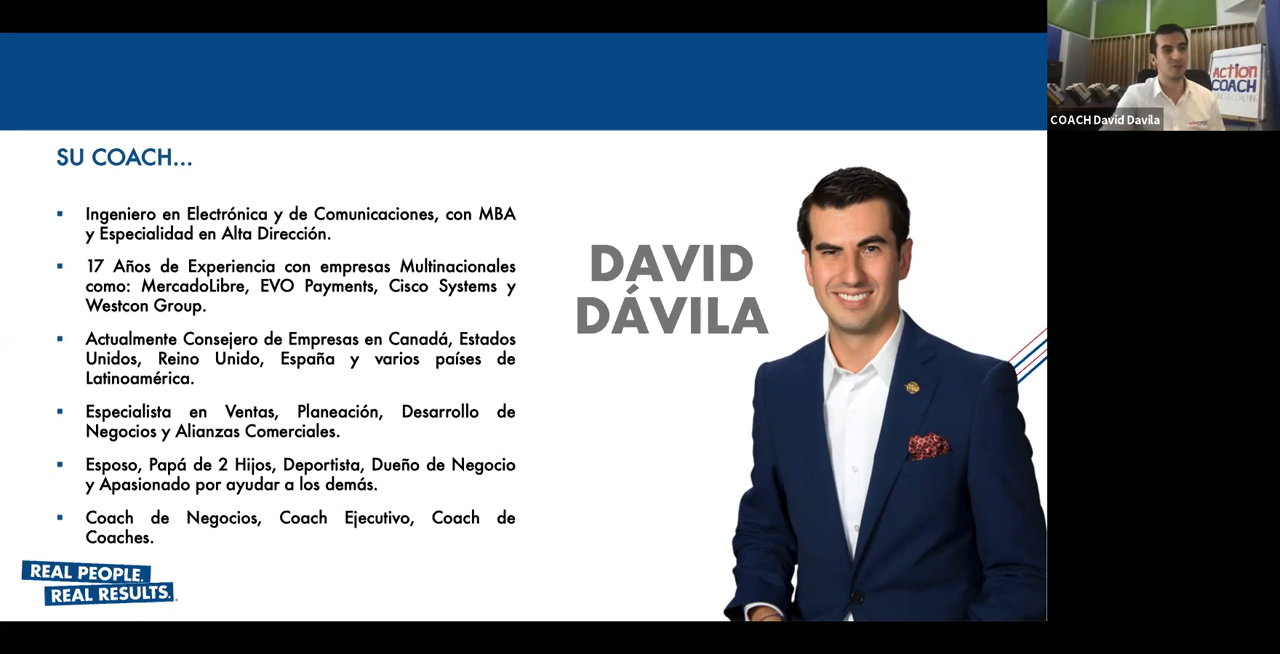 SU COACH...
▪ Ingeniero en Electrónica y de Comunicaciones, con MBA
y Especialidad en Alta Dirección.
▪ 17 Años de Experiencia con empresas Multinacionales
como: MercadoLibre, EVO Payments, Cisco Systems y
Westcon Group.
▪ Actualmente Consejero de Empresas en Canadá, Estados
Unidos, Reino Unido, España y varios países de
Latinoamérica.
▪ Especialista en Ventas, Planeación, Desarrollo de
Negocios y Alianzas Comerciales.
▪ Esposo, Papá de 2 Hijos, Deportista, Dueño de Negocio
y Apasionado por ayudar a los demás.
▪ Coach de Negocios, Coach Ejecutivo, Coach de
Coaches.
DAVID
DÁVILA
REAL PEOPLE.
REAL RESULTS.
ACTiON
COACH
COACH David Davila